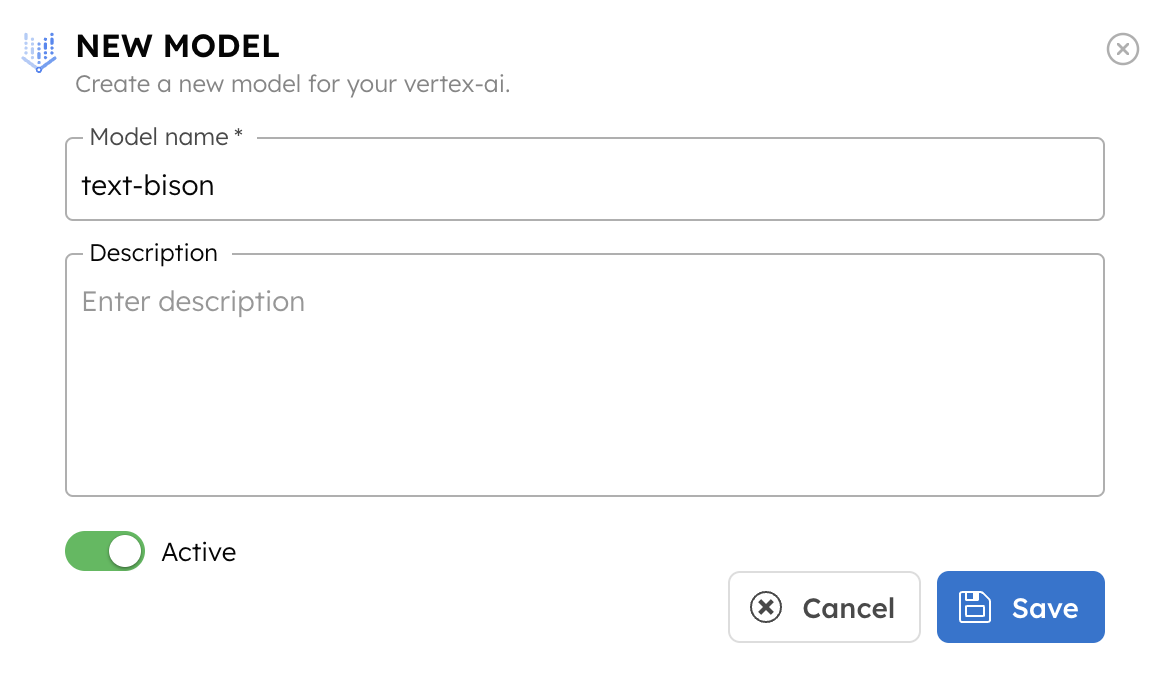 NEW MODEL
Create a new model for your vertex-ai.
Model name *
text-bison
Description
Enter description
Active
Cancel
Save